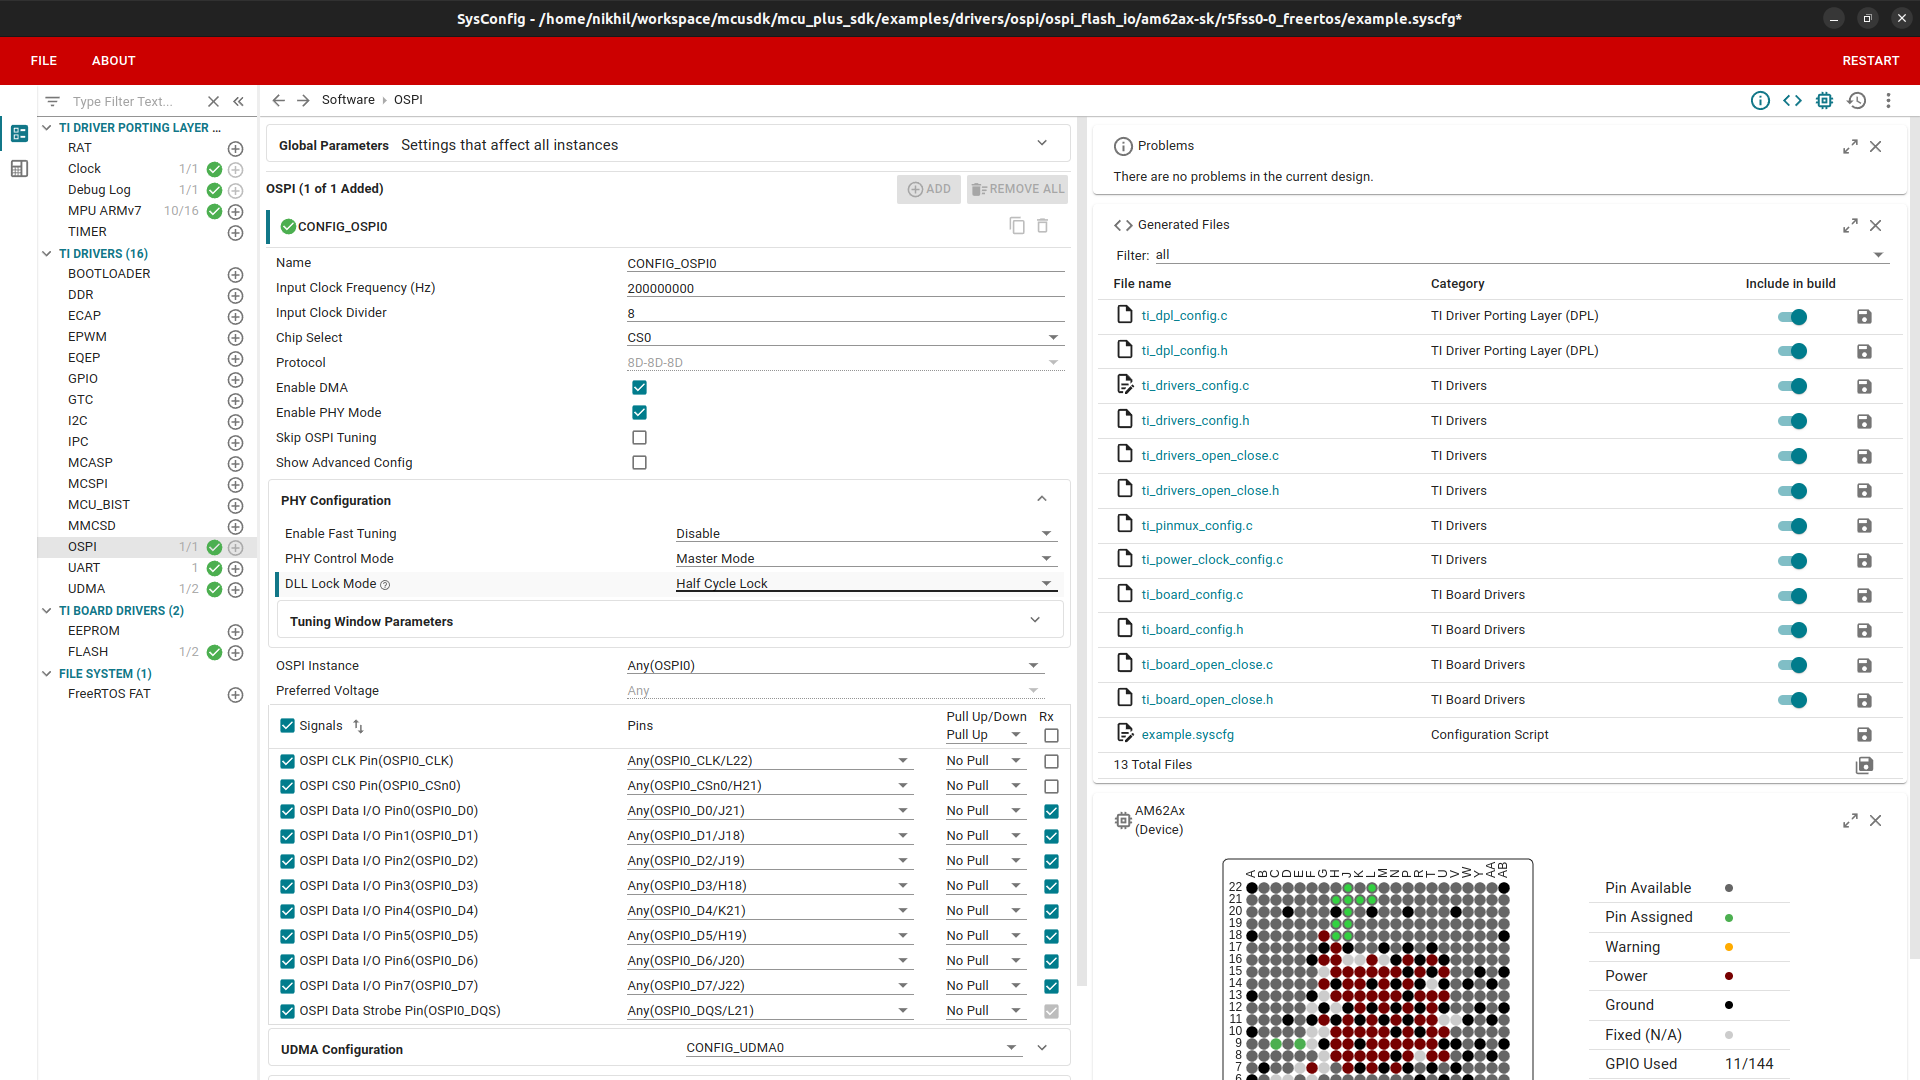 SysConfig - /home/nikhil/workspace/mcusdk/mcu_plus_sdk/examples/drivers/ospi/ospi_flash_io/am62ax-sk/r5fss0-0_freertos/example.syscfg*
FILE ABOUT RESTART
Type Filter Text...
TI DRIVER PORTING LAYER ...
RAT
Clock 1/1
Debug Log 1/1
MPU ARMv7 10/16
TIMER
TI DRIVERS (16)
BOOTLOADER
DDR
ECAP
EPWM
EQEP
GPIO
GTC
I2C
IPC
MCASP
MCSPI
MCU_BIST
MMCSD
OSPI 1/1
UART 1
UDMA 1/2
TI BOARD DRIVERS (2)
EEPROM
FLASH 1/2
FILE SYSTEM (1)
FreeRTOS FAT
Software › OSPI
Global Parameters Settings that affect all instances
OSPI (1 of 1 Added) ADD REMOVE ALL
CONFIG_OSPI0
Name CONFIG_OSPI0
Input Clock Frequency (Hz) 200000000
Input Clock Divider 8
Chip Select CS0
Protocol 8D-8D-8D
Enable DMA
Enable PHY Mode
Skip OSPI Tuning
Show Advanced Config
PHY Configuration
Enable Fast Tuning Disable
PHY Control Mode Master Mode
DLL Lock Mode Half Cycle Lock
Tuning Window Parameters
OSPI Instance Any(OSPI0)
Preferred Voltage Any
Signals Pins Pull Up/Down Rx
Pull Up
OSPI CLK Pin(OSPI0_CLK) Any(OSPI0_CLK/L22) No Pull
OSPI CS0 Pin(OSPI0_CSn0) Any(OSPI0_CSn0/H21) No Pull
OSPI Data I/O Pin0(OSPI0_D0) Any(OSPI0_D0/J21) No Pull
OSPI Data I/O Pin1(OSPI0_D1) Any(OSPI0_D1/J18) No Pull
OSPI Data I/O Pin2(OSPI0_D2) Any(OSPI0_D2/J19) No Pull
OSPI Data I/O Pin3(OSPI0_D3) Any(OSPI0_D3/H18) No Pull
OSPI Data I/O Pin4(OSPI0_D4) Any(OSPI0_D4/K21) No Pull
OSPI Data I/O Pin5(OSPI0_D5) Any(OSPI0_D5/H19) No Pull
OSPI Data I/O Pin6(OSPI0_D6) Any(OSPI0_D6/J20) No Pull
OSPI Data I/O Pin7(OSPI0_D7) Any(OSPI0_D7/J22) No Pull
OSPI Data Strobe Pin(OSPI0_DQS) Any(OSPI0_DQS/L21) No Pull
UDMA Configuration CONFIG_UDMA0
Problems
There are no problems in the current design.
Generated Files
Filter: all
File name Category Include in build
ti_dpl_config.c TI Driver Porting Layer (DPL)
ti_dpl_config.h TI Driver Porting Layer (DPL)
ti_drivers_config.c TI Drivers
ti_drivers_config.h TI Drivers
ti_drivers_open_close.c TI Drivers
ti_drivers_open_close.h TI Drivers
ti_pinmux_config.c TI Drivers
ti_power_clock_config.c TI Drivers
ti_board_config.c TI Board Drivers
ti_board_config.h TI Board Drivers
ti_board_open_close.c TI Board Drivers
ti_board_open_close.h TI Board Drivers
example.syscfg Configuration Script
13 Total Files
AM62Ax
(Device)
A B C D E F G H J K L M N P R T U V W Y AA AB
22
21
20
19
18
17
16
15
14
13
12
11
10
9
8
7
6
Pin Available
Pin Assigned
Warning
Power
Ground
Fixed (N/A)
GPIO Used 11/144